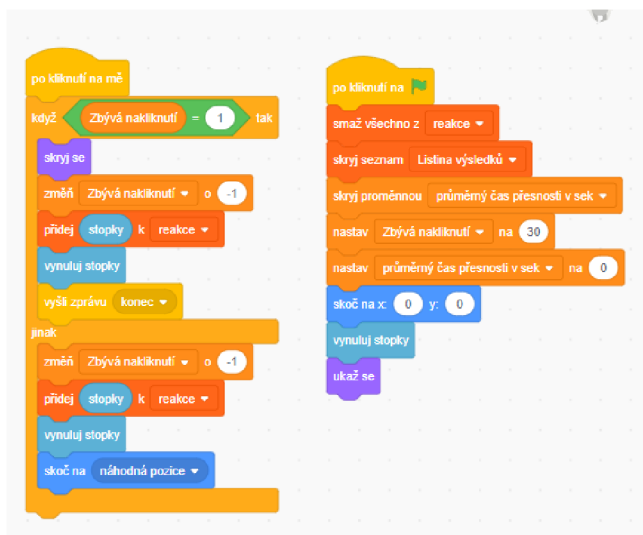 po kliknutí na mě
když Zbývá nakliknutí = 1 tak
skryj se
změň Zbývá nakliknutí o -1
přidej stopky k reakce
vynuluj stopky
vyšli zprávu konec
jinak
změň Zbývá nakliknutí o -1
přidej stopky k reakce
vynuluj stopky
skoč na náhodná pozice
po kliknutí na
smaž všechno z reakce
skryj seznam Listina výsledků
skryj proměnnou průměrný čas přesnosti v sek
nastav Zbývá nakliknutí na 30
nastav průměrný čas přesnosti v sek na 0
skoč na x: 0 y: 0
vynuluj stopky
ukaž se